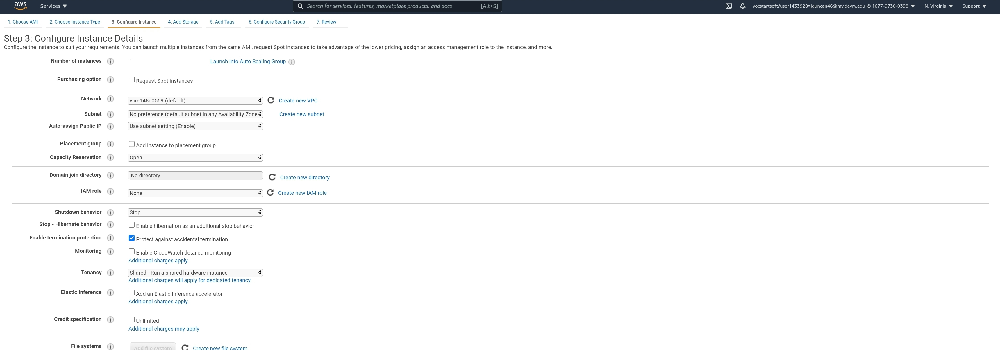 aws Services Search for services, features, marketplace products, and docs [Alt+S] vocstartsoft/user1433928=jduncan46@my.devry.edu @ 1677-9730-0398 N. Virginia Support
1. Choose AMI 2. Choose Instance Type 3. Configure Instance 4. Add Storage 5. Add Tags 6. Configure Security Group 7. Review
Step 3: Configure Instance Details
Configure the instance to suit your requirements. You can launch multiple instances from the same AMI, request Spot instances to take advantage of the lower pricing, assign an access management role to the instance, and more.
Number of instances 1 Launch into Auto Scaling Group
Purchasing option Request Spot instances
Network vpc-148c0569 (default) Create new VPC
Subnet No preference (default subnet in any Availability Zone Create new subnet
Auto-assign Public IP Use subnet setting (Enable)
Placement group Add instance to placement group
Capacity Reservation Open
Domain join directory No directory Create new directory
IAM role None Create new IAM role
Shutdown behavior Stop
Stop - Hibernate behavior Enable hibernation as an additional stop behavior
Enable termination protection Protect against accidental termination
Monitoring Enable CloudWatch detailed monitoring
Additional charges apply.
Tenancy Shared - Run a shared hardware instance
Additional charges will apply for dedicated tenancy.
Elastic Inference Add an Elastic Inference accelerator
Additional charges apply.
Credit specification Unlimited
Additional charges may apply
File systems Add file system Create new file system